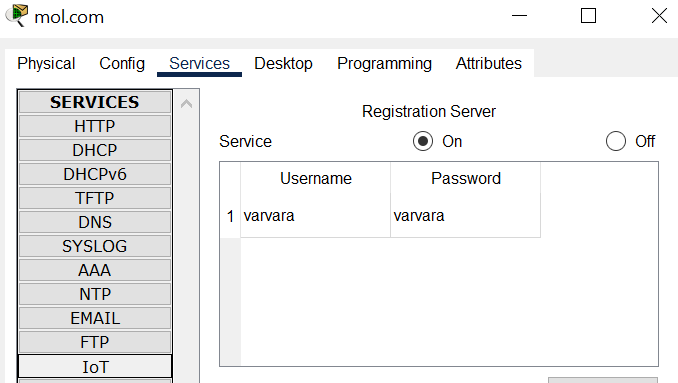 mol.com
Physical Config Services Desktop Programming Attributes
SERVICES
HTTP
DHCP
DHCPv6
TFTP
DNS
SYSLOG
AAA
NTP
EMAIL
FTP
IoT
Registration Server
Service On Off
Username Password
1 varvara varvara